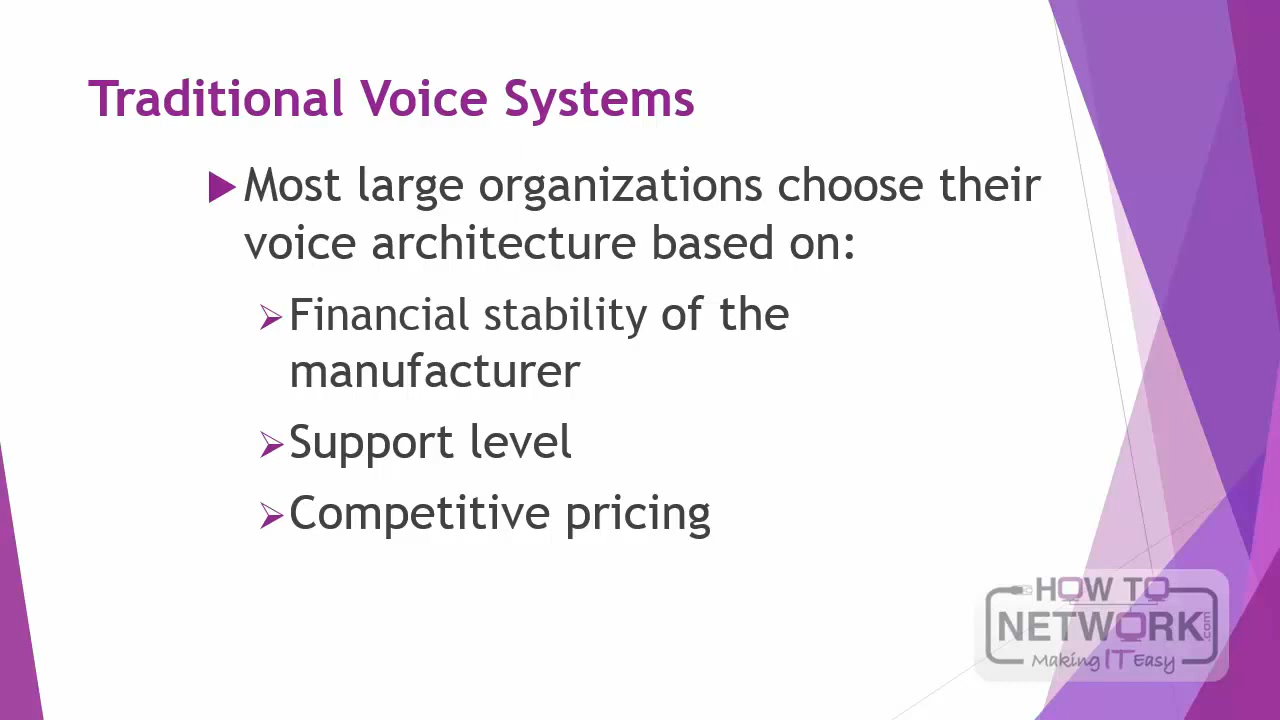 Traditional Voice Systems
Most large organizations choose their
voice architecture based on:
Financial stability of the
manufacturer
Support level
Competitive pricing
HOW TO
NETWORK.com
Making IT Easy